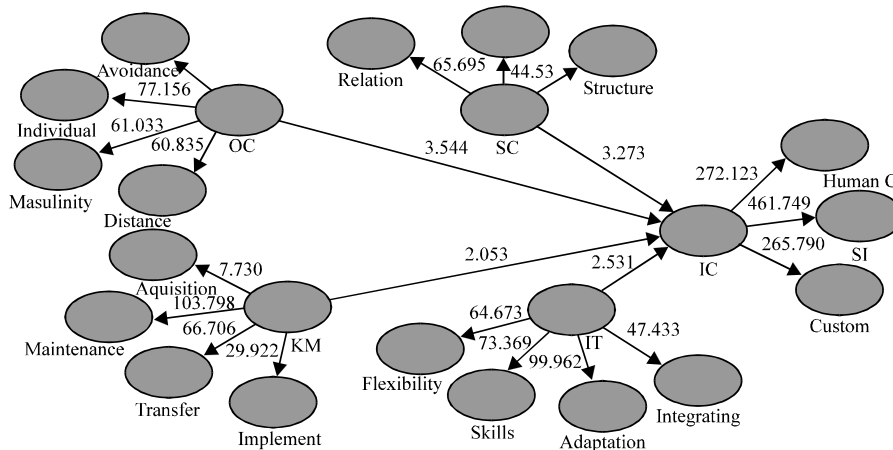 Avoidance
77.156
Individual
61.033
60.835
Masulinity
OC
Distance
Relation
65.695
44.53
Structure
SC
3.544
3.273
272.123
Human C
461.749
SI
265.790
IC
Custom
2.053
2.531
Aquisition
7.730
103.798
Maintenance
66.706
KM
29.922
Transfer
Implement
64.673
47.433
73.369
IT
99.962
Flexibility
Skills
Adaptation
Integrating